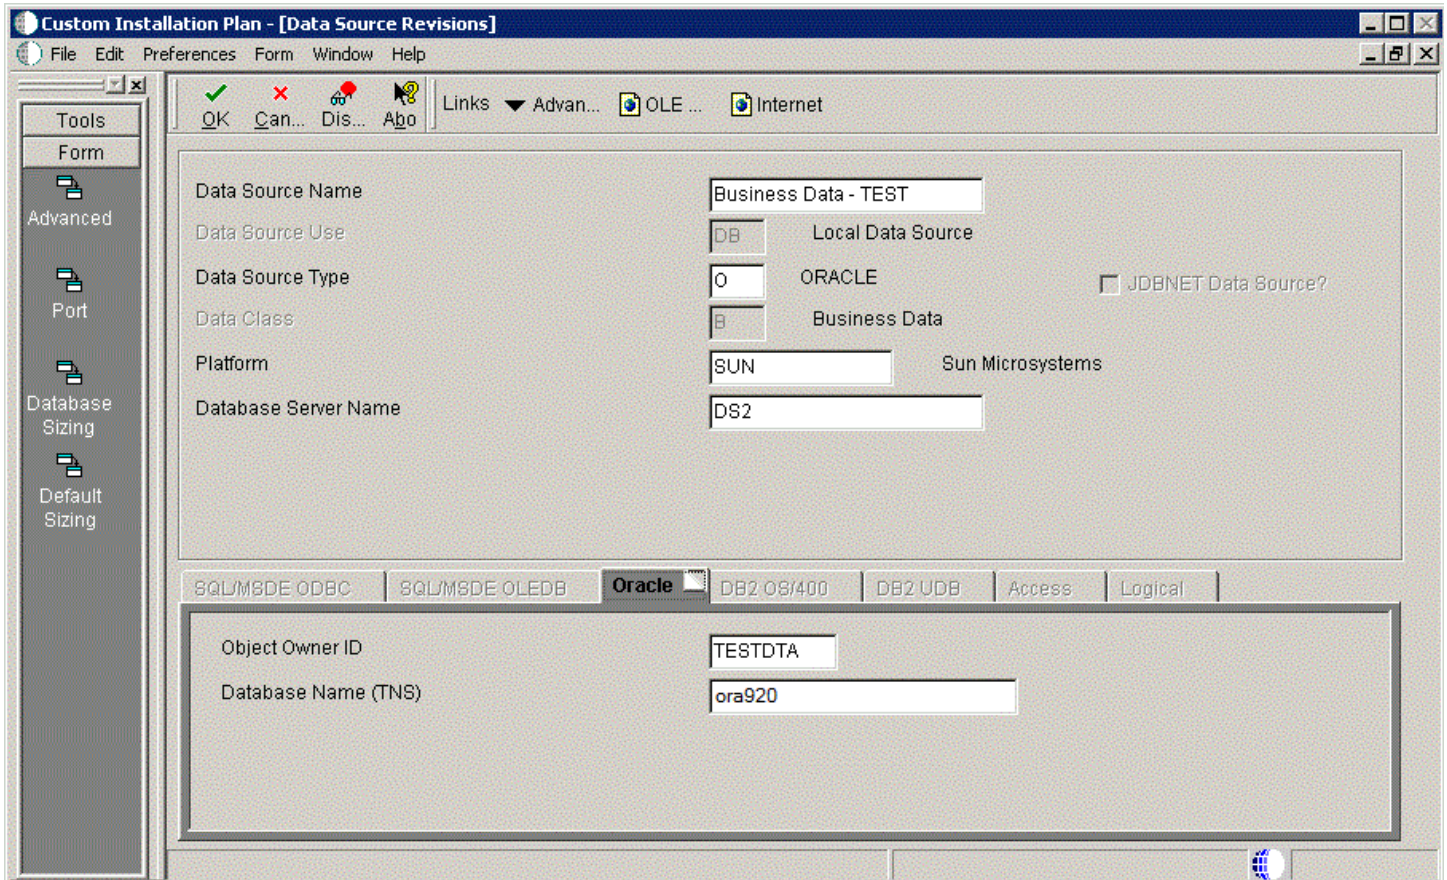 Custom Installation Plan - [Data Source Revisions]
File Edit Preferences Form Window Help
Tools
Form
Advanced
Port
Database
Sizing
Default
Sizing
OK Can... Dis... Abo
Links Advan... OLE ... Internet
Data Source Name Business Data - TEST
Data Source Use DB Local Data Source
Data Source Type O ORACLE JDBNET Data Source?
Data Class B Business Data
Platform SUN Sun Microsystems
Database Server Name DS2
SQL/MSDE ODBC SQL/MSDE OLEDB Oracle DB2 OS/400 DB2 UDB Access Logical
Object Owner ID TESTDTA
Database Name (TNS) ora920